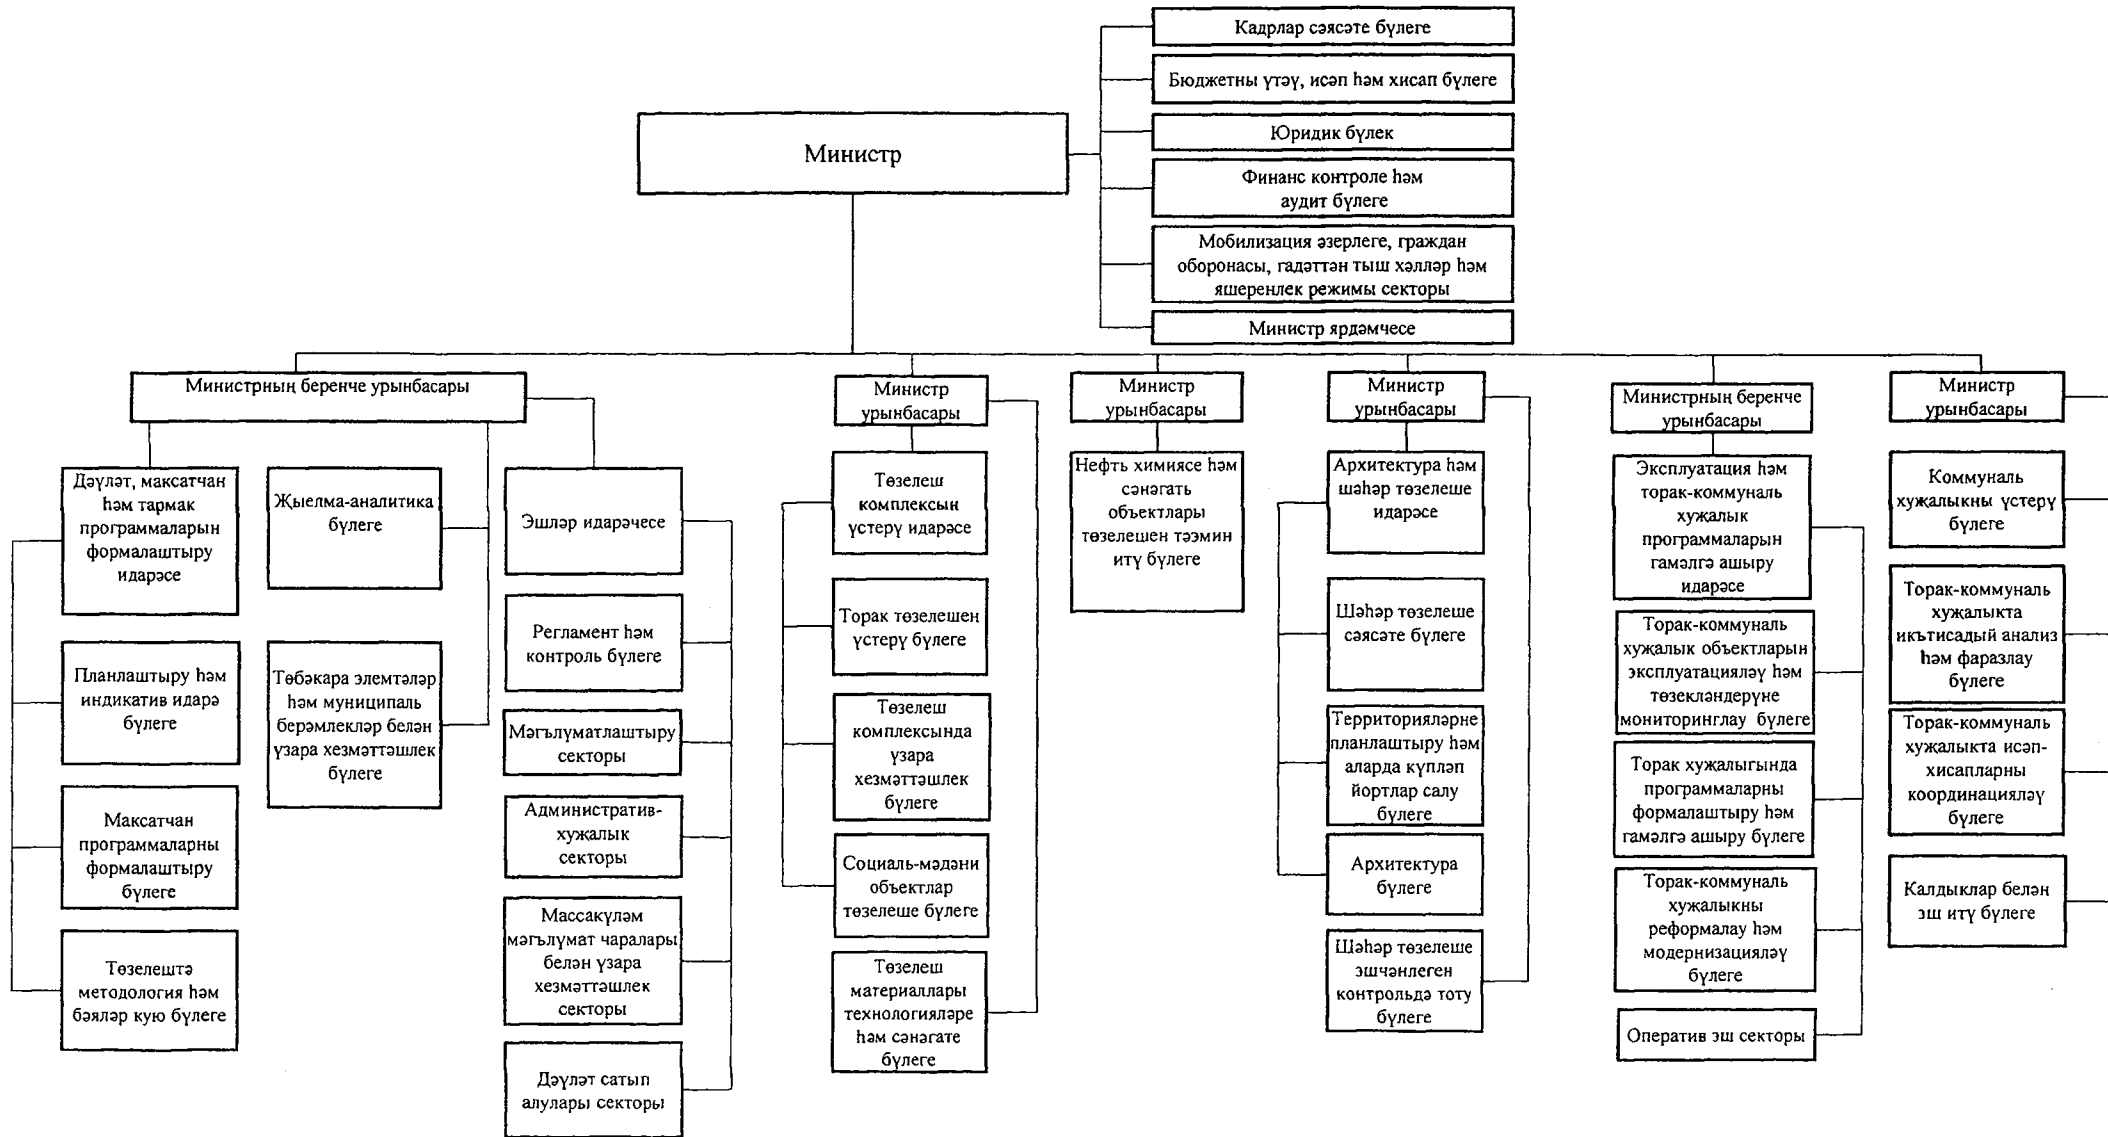 Кадрлар сәясәте бүлеге
Бюджетны үтәү, исәп һәм хисап бүлеге
Юридик бүлек
Министр
Финанс контроле һәм
аудит бүлеге
Мобилизация әзерлеге, граждан
оборонасы, гадәттән тыш хәлләр һәм
яшеренлек режимы секторы
Министр ярдәмчесе
Министрның беренче урынбасары
Дәүләт, максатчан
һәм тармак
программаларын
формалаштыру
идарәсе
Планлаштыру һәм
индикатив идарә
бүлеге
Максатчан
программаларны
формалаштыру
бүлеге
Төзелештә
методология һәм
бәяләр кую бүлеге
Җыелма-аналитика
бүлеге
Төбәкара элемтәләр
һәм муниципаль
берәмлекләр белән
үзара хезмәттәшлек
бүлеге
Эшләр идарәчесе
Регламент һәм
контроль бүлеге
Мәгълүматлаштыру
секторы
Административ-
хуҗалык
секторы
Массакүләм
мәгълүмат чаралары
белән үзара
хезмәттәшлек
секторы
Дәүләт сатып
алулары секторы
Министр
урынбасары
Төзелеш
комплексын
үстерү идарәсе
Торак төзелешен
үстерү бүлеге
Төзелеш
комплексында
үзара
хезмәттәшлек
бүлеге
Социаль-мәдәни
объектлар
төзелеше бүлеге
Төзелеш
материаллары
технологияләре
һәм сәнәгате
бүлеге
Министр
урынбасары
Нефть химиясе һәм
сәнәгать
объектлары
төзелешен тәэмин
итү бүлеге
Министр
урынбасары
Архитектура һәм
шәһәр төзелеше
идарәсе
Шәһәр төзелеше
сәясәте бүлеге
Территорияләрне
планлаштыру һәм
аларда күпләп
йортлар салу
бүлеге
Архитектура
бүлеге
Шәһәр төзелеше
эшчәнлеген
контрольдә тоту
бүлеге
Министрның беренче
урынбасары
Эксплуатация һәм
торак-коммуналь
хуҗалык
программаларын
гамәлгә ашыру
идарәсе
Торак-коммуналь
хуҗалык объектларын
эксплуатацияләү һәм
төзекләндерүне
мониторинглау бүлеге
Торак хуҗалыгында
программаларны
формалаштыру һәм
гамәлгә ашыру бүлеге
Торак-коммуналь
хуҗалыкны
реформалау һәм
модернизацияләү
бүлеге
Оператив эш секторы
Министр
урынбасары
Коммуналь
хуҗалыкны үстерү
бүлеге
Торак-коммуналь
хуҗалыкта
икътисадый анализ
һәм фаразлау
бүлеге
Торак-коммуналь
хуҗалыкта исәп-
хисапларны
координацияләү
бүлеге
Калдыклар белән
эш итү бүлеге